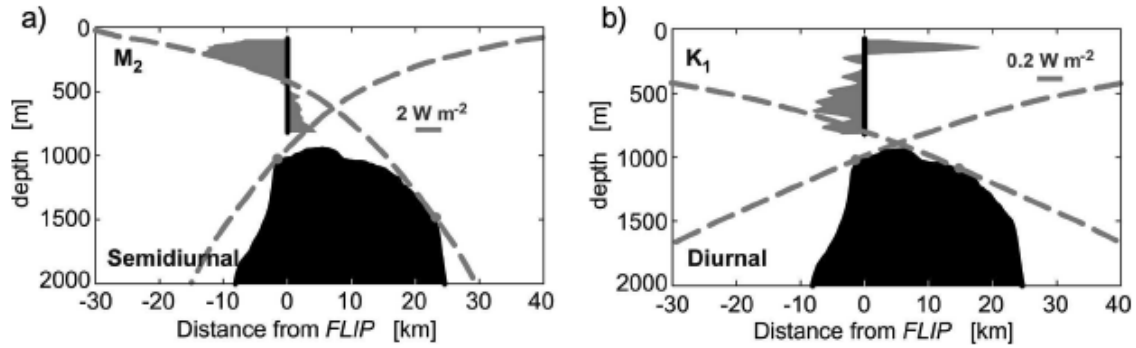 a)
M2
2 W m-2
Semidiurnal
0
500
1000
1500
2000
depth [m]
-30 -20 -10 0 10 20 30 40
Distance from FLIP [km]
b)
K1
0.2 W m-2
Diurnal
0
500
1000
1500
2000
depth [m]
-30 -20 -10 0 10 20 30 40
Distance from FLIP [km]